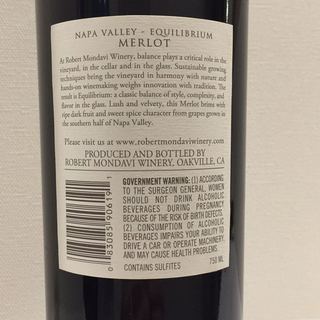 NAPA VALLEY - EQUILIBRIUM
MERLOT
At Robert Mondavi Winery, balance plays a critical role in the
vineyard, in the cellar and in the glass. Sustainable growing
techniques bring the vineyard in harmony with nature and
hands-on winemaking weighs innovation with tradition. The
result is Equilibrium: a classic balance of style, complexity, and
flavor in the glass. Lush and velvety, this Merlot brims with
ripe dark fruit and sweet spice character from grapes grown in
the southern half of Napa Valley.
Please visit us at www.robertmondaviwinery.com
PRODUCED AND BOTTLED BY
ROBERT MONDAVI WINERY, OAKVILLE, CA
GOVERNMENT WARNING: (1) ACCORDING
TO THE SURGEON GENERAL, WOMEN
SHOULD NOT DRINK ALCOHOLIC
BEVERAGES DURING PREGNANCY
BECAUSE OF THE RISK OF BIRTH DEFECTS.
(2) CONSUMPTION OF ALCOHOLIC
BEVERAGES IMPAIRS YOUR ABILITY TO
DRIVE A CAR OR OPERATE MACHINERY,
AND MAY CAUSE HEALTH PROBLEMS.
CONTAINS SULFITES 750 ML
0 83085 90619 1